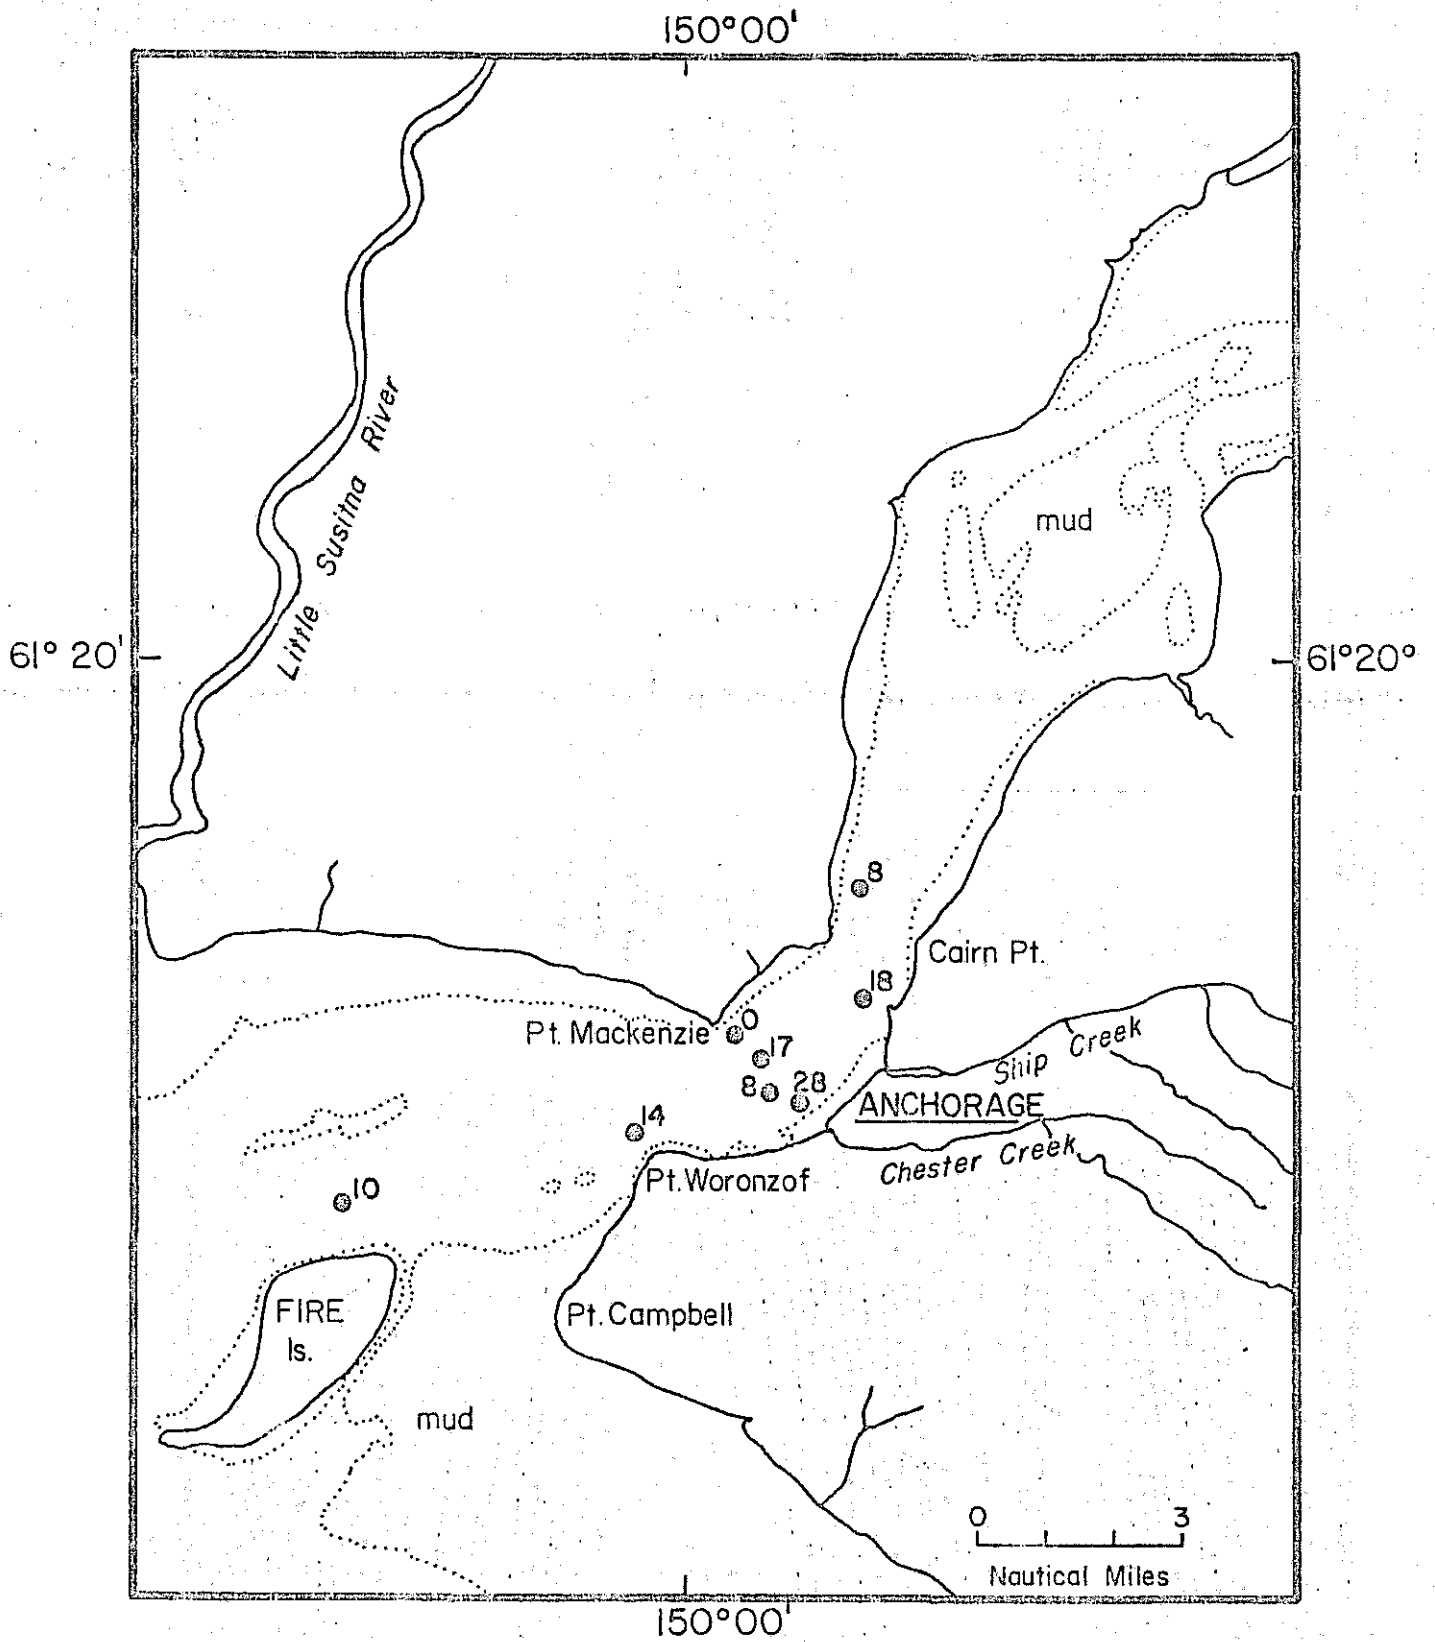 150°00'
Little Susitna River
mud
61° 20'
61°20°
8
Cairn Pt.
18
Pt. Mackenzie
0
17
Ship Creek
8
28
ANCHORAGE
14
Chester Creek
Pt. Woronzof
10
FIRE
Is.
Pt. Campbell
mud
0 3
Nautical Miles
150°00'